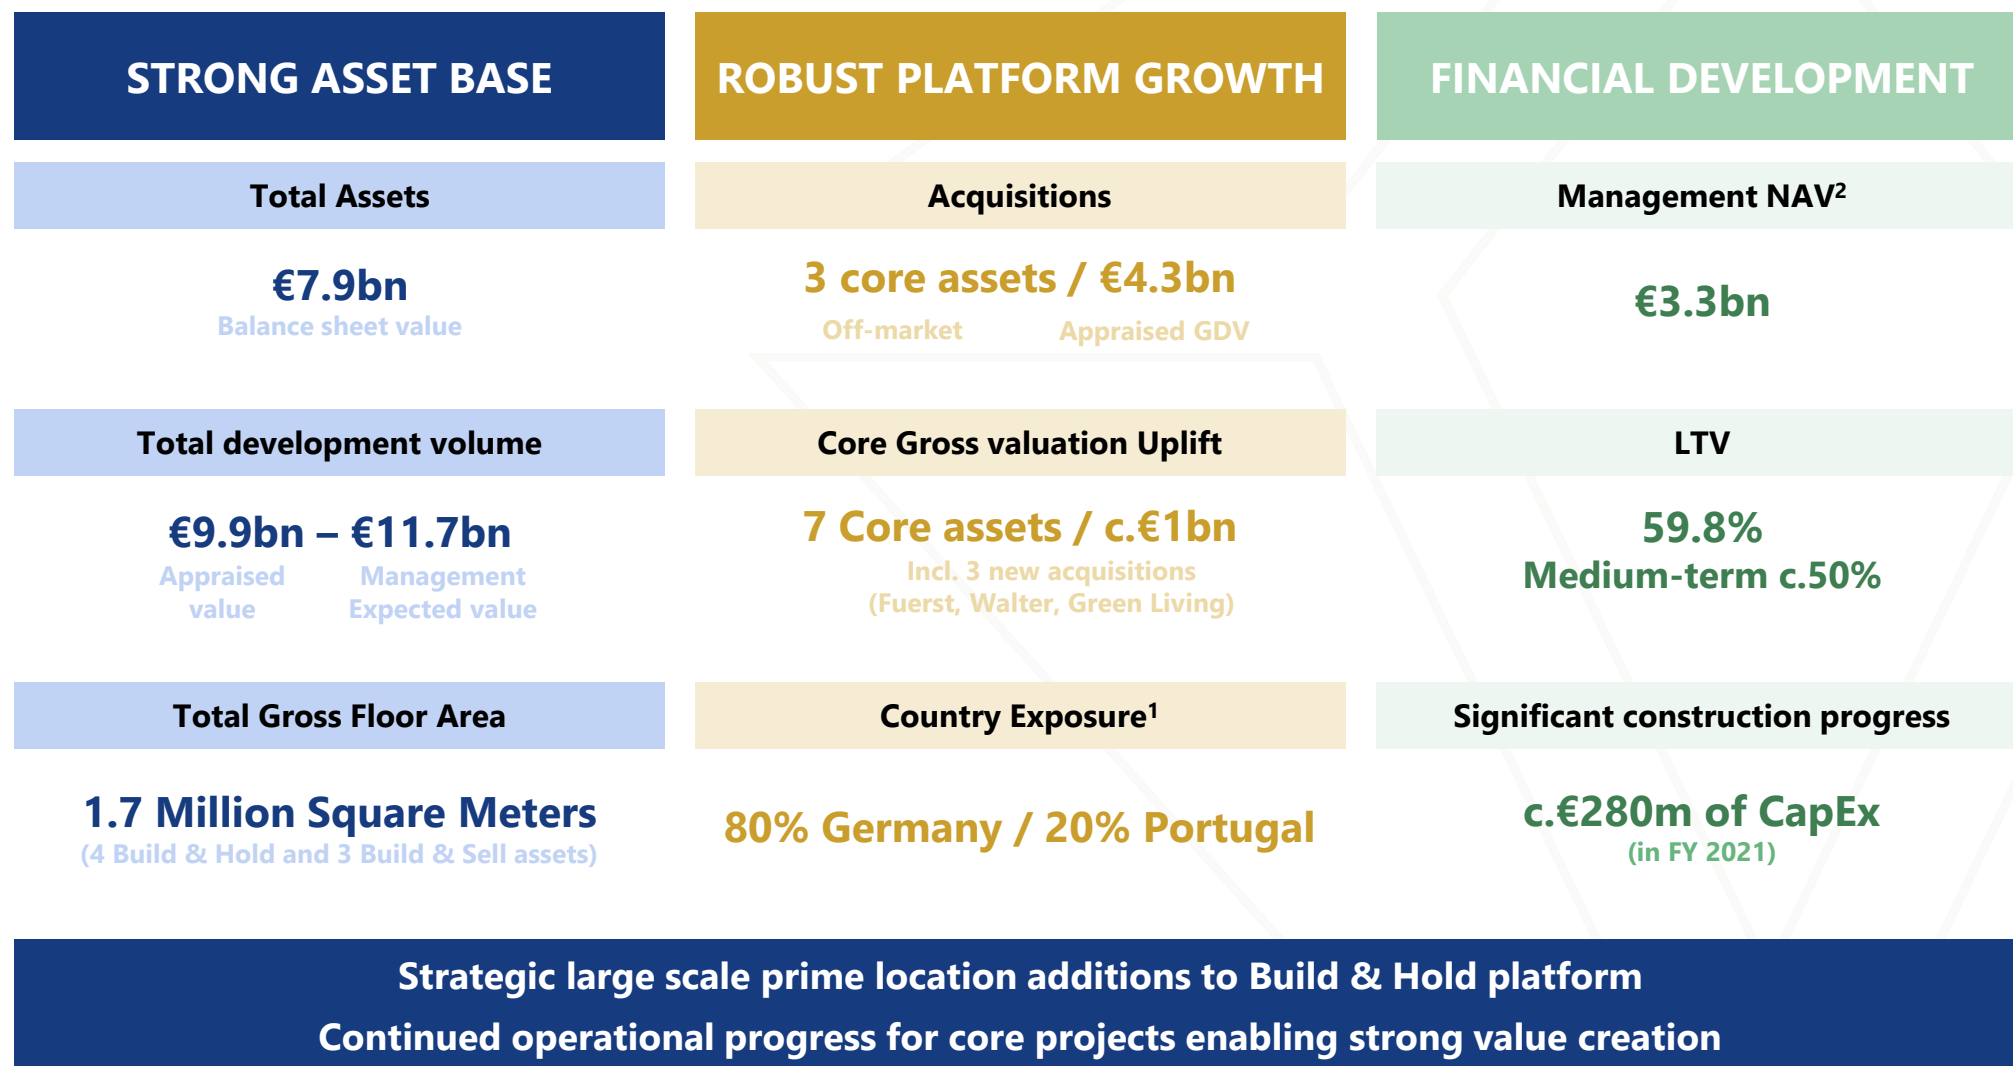 STRONG ASSET BASE
Total Assets
€7.9bn
Balance sheet value
Total development volume
€9.9bn – €11.7bn
Appraised value
Management Expected value
Total Gross Floor Area
1.7 Million Square Meters
(4 Build & Hold and 3 Build & Sell assets)
ROBUST PLATFORM GROWTH
Acquisitions
3 core assets / €4.3bn
Off-market Appraised GDV
Core Gross valuation Uplift
7 Core assets / c.€1bn
Incl. 3 new acquisitions
(Fuerst, Walter, Green Living)
Country Exposure¹
80% Germany / 20% Portugal
FINANCIAL DEVELOPMENT
Management NAV²
€3.3bn
LTV
59.8%
Medium-term c.50%
Significant construction progress
c.€280m of CapEx
(in FY 2021)
Strategic large scale prime location additions to Build & Hold platform
Continued operational progress for core projects enabling strong value creation